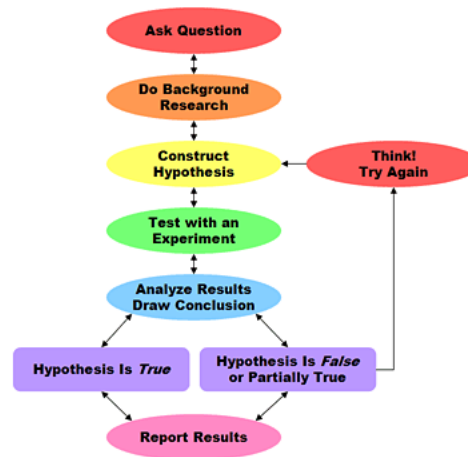 Ask Question
Do Background
Research
Construct
Hypothesis
Think!
Try Again
Test with an
Experiment
Analyze Results
Draw Conclusion
Hypothesis Is True
Hypothesis Is False
or Partially True
Report Results